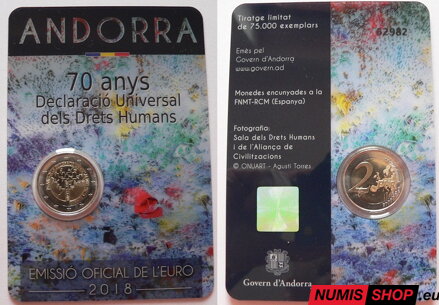 ANDORRA
70 anys
Declaració Universal
dels Drets Humans
EMISSIÓ OFICIAL DE L'EURO
2018
Tiratge limitat
de 75.000 exemplars
62982
Emès pel
Govern d'Andorra
www.govern.ad
Monedes encunyades a la
FNMT-RCM (Espanya)
Fotografia:
Sala dels Drets Humans
i de l'Aliança de
Civilitzacions
© ONUART - Agustí Torres
2
Govern d'Andorra
NUMIS SHOP.eu